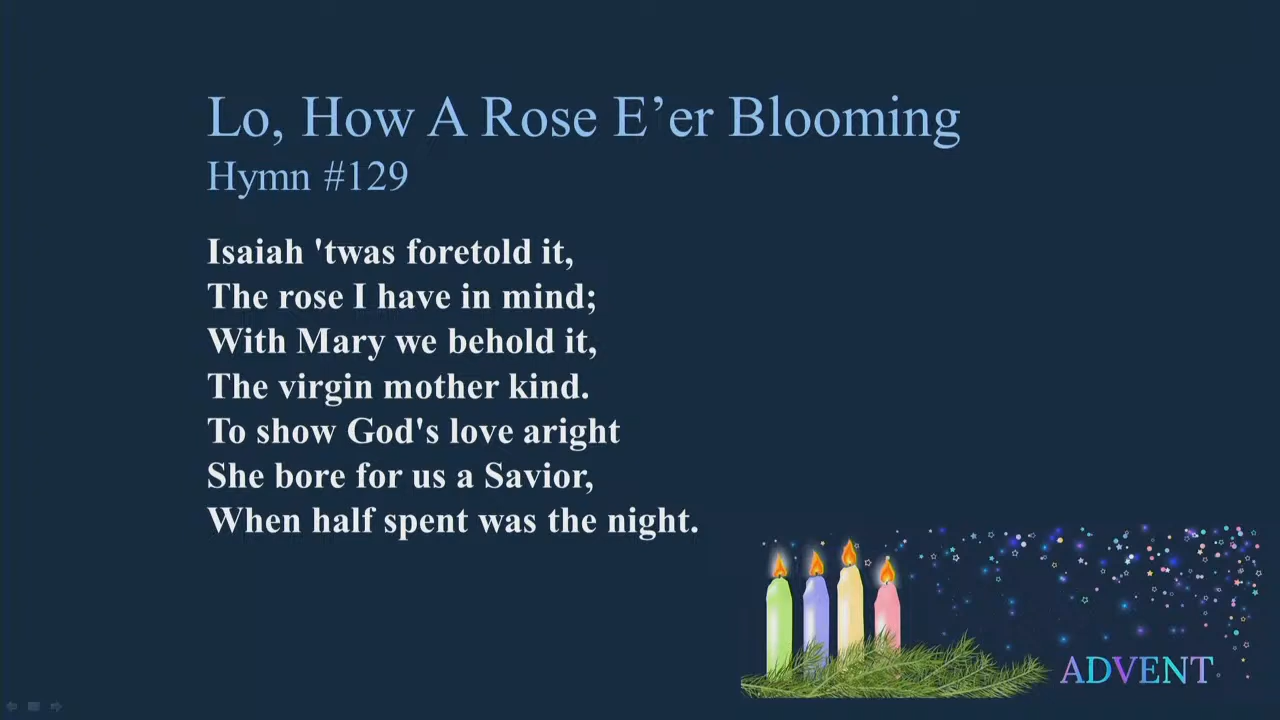 Lo, How A Rose E’er Blooming
Hymn #129
Isaiah 'twas foretold it,
The rose I have in mind;
With Mary we behold it,
The virgin mother kind.
To show God's love aright
She bore for us a Savior,
When half spent was the night.
ADVENT